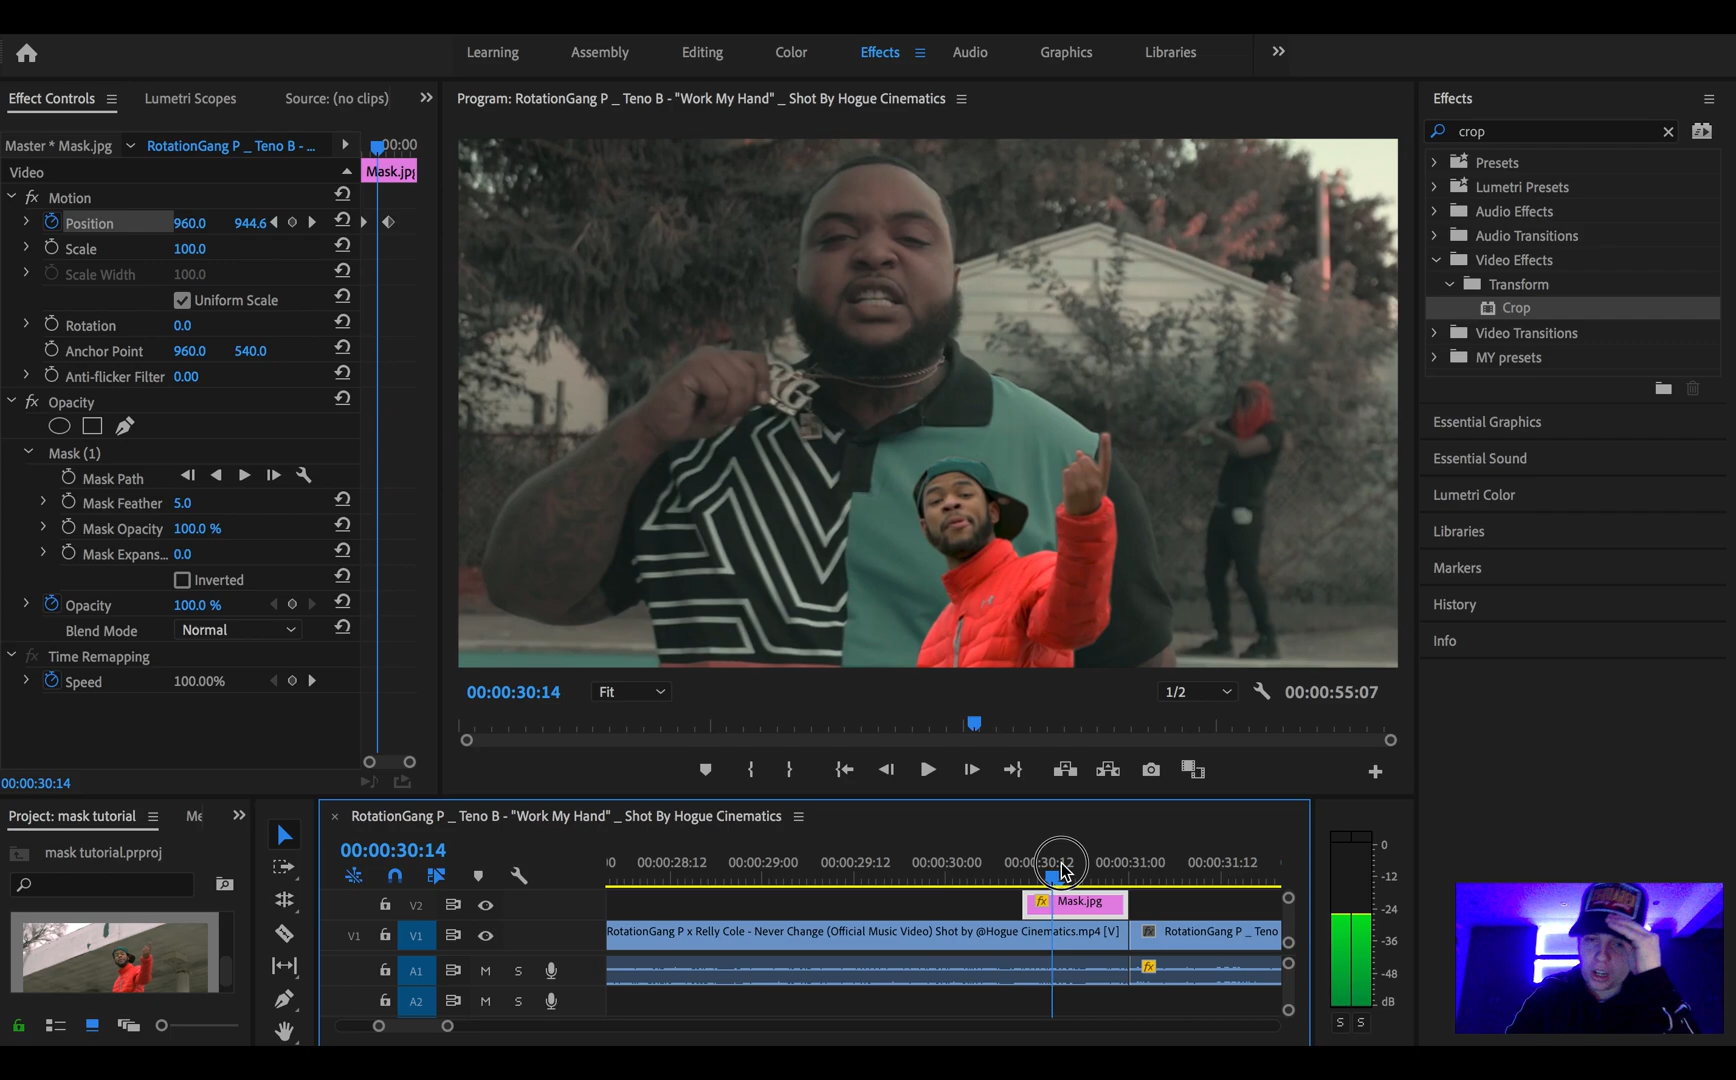 Learning Assembly Editing Color Effects Audio Graphics Libraries
Effect Controls Lumetri Scopes Source: (no clips)
Program: RotationGang P _ Teno B - "Work My Hand" _ Shot By Hogue Cinematics
Effects
crop
Master * Mask.jpg RotationGang P _ Teno B - ... 00:00
Video Mask.jpg
fx Motion
Position 960.0 944.6
Scale 100.0
Scale Width 100.0
Uniform Scale
Rotation 0.0
Anchor Point 960.0 540.0
Anti-flicker Filter 0.00
fx Opacity
Mask (1)
Mask Path
Mask Feather 5.0
Mask Opacity 100.0 %
Mask Expans... 0.0
Inverted
Opacity 100.0 %
Blend Mode Normal
fx Time Remapping
Speed 100.00%
00:00:30:14
Presets
Lumetri Presets
Audio Effects
Audio Transitions
Video Effects
Transform
Crop
Video Transitions
MY presets
Essential Graphics
Essential Sound
Lumetri Color
Libraries
Markers
History
Info
00:00:30:14 Fit 1/2 00:00:55:07
Project: mask tutorial Me
mask tutorial.prproj
× RotationGang P _ Teno B - "Work My Hand" _ Shot By Hogue Cinematics
00:00:30:14
00 00:00:28:12 00:00:29:00 00:00:29:12 00:00:30:00 00:00:30:12 00:00:31:00 00:00:31:12
V2 fx Mask.jpg
V1 V1 RotationGang P x Relly Cole - Never Change (Official Music Video) Shot by @Hogue Cinematics.mp4 [V] fx RotationGang P _ Teno
A1 M S fx
A2 M S
0
-12
-24
-36
-48
dB
S S